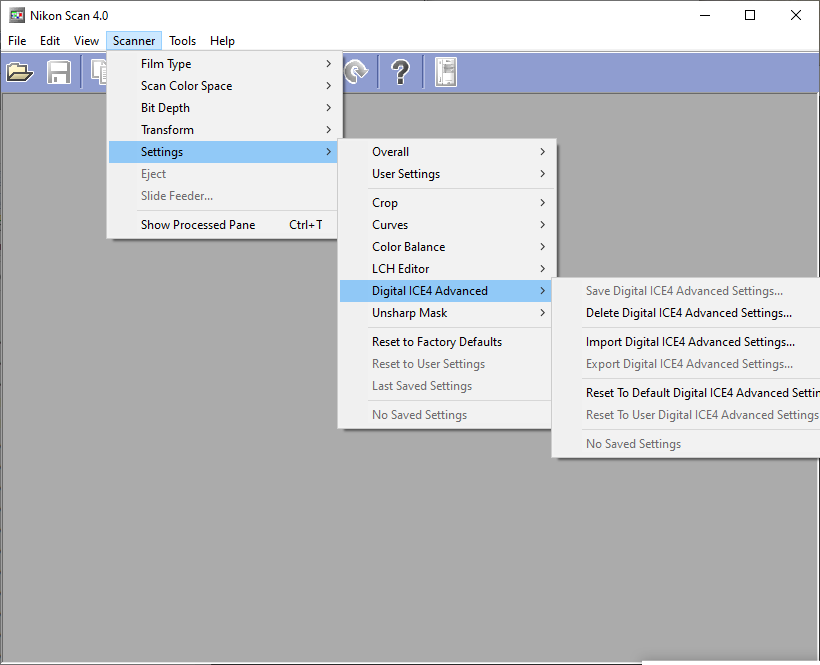 Nikon Scan 4.0
File Edit View Scanner Tools Help
Film Type
Scan Color Space
Bit Depth
Transform
Settings
Eject
Slide Feeder...
Show Processed Pane Ctrl+T
Overall
User Settings
Crop
Curves
Color Balance
LCH Editor
Digital ICE4 Advanced
Unsharp Mask
Reset to Factory Defaults
Reset to User Settings
Last Saved Settings
No Saved Settings
Save Digital ICE4 Advanced Settings...
Delete Digital ICE4 Advanced Settings...
Import Digital ICE4 Advanced Settings...
Export Digital ICE4 Advanced Settings...
Reset To Default Digital ICE4 Advanced Settin
Reset To User Digital ICE4 Advanced Settings
No Saved Settings